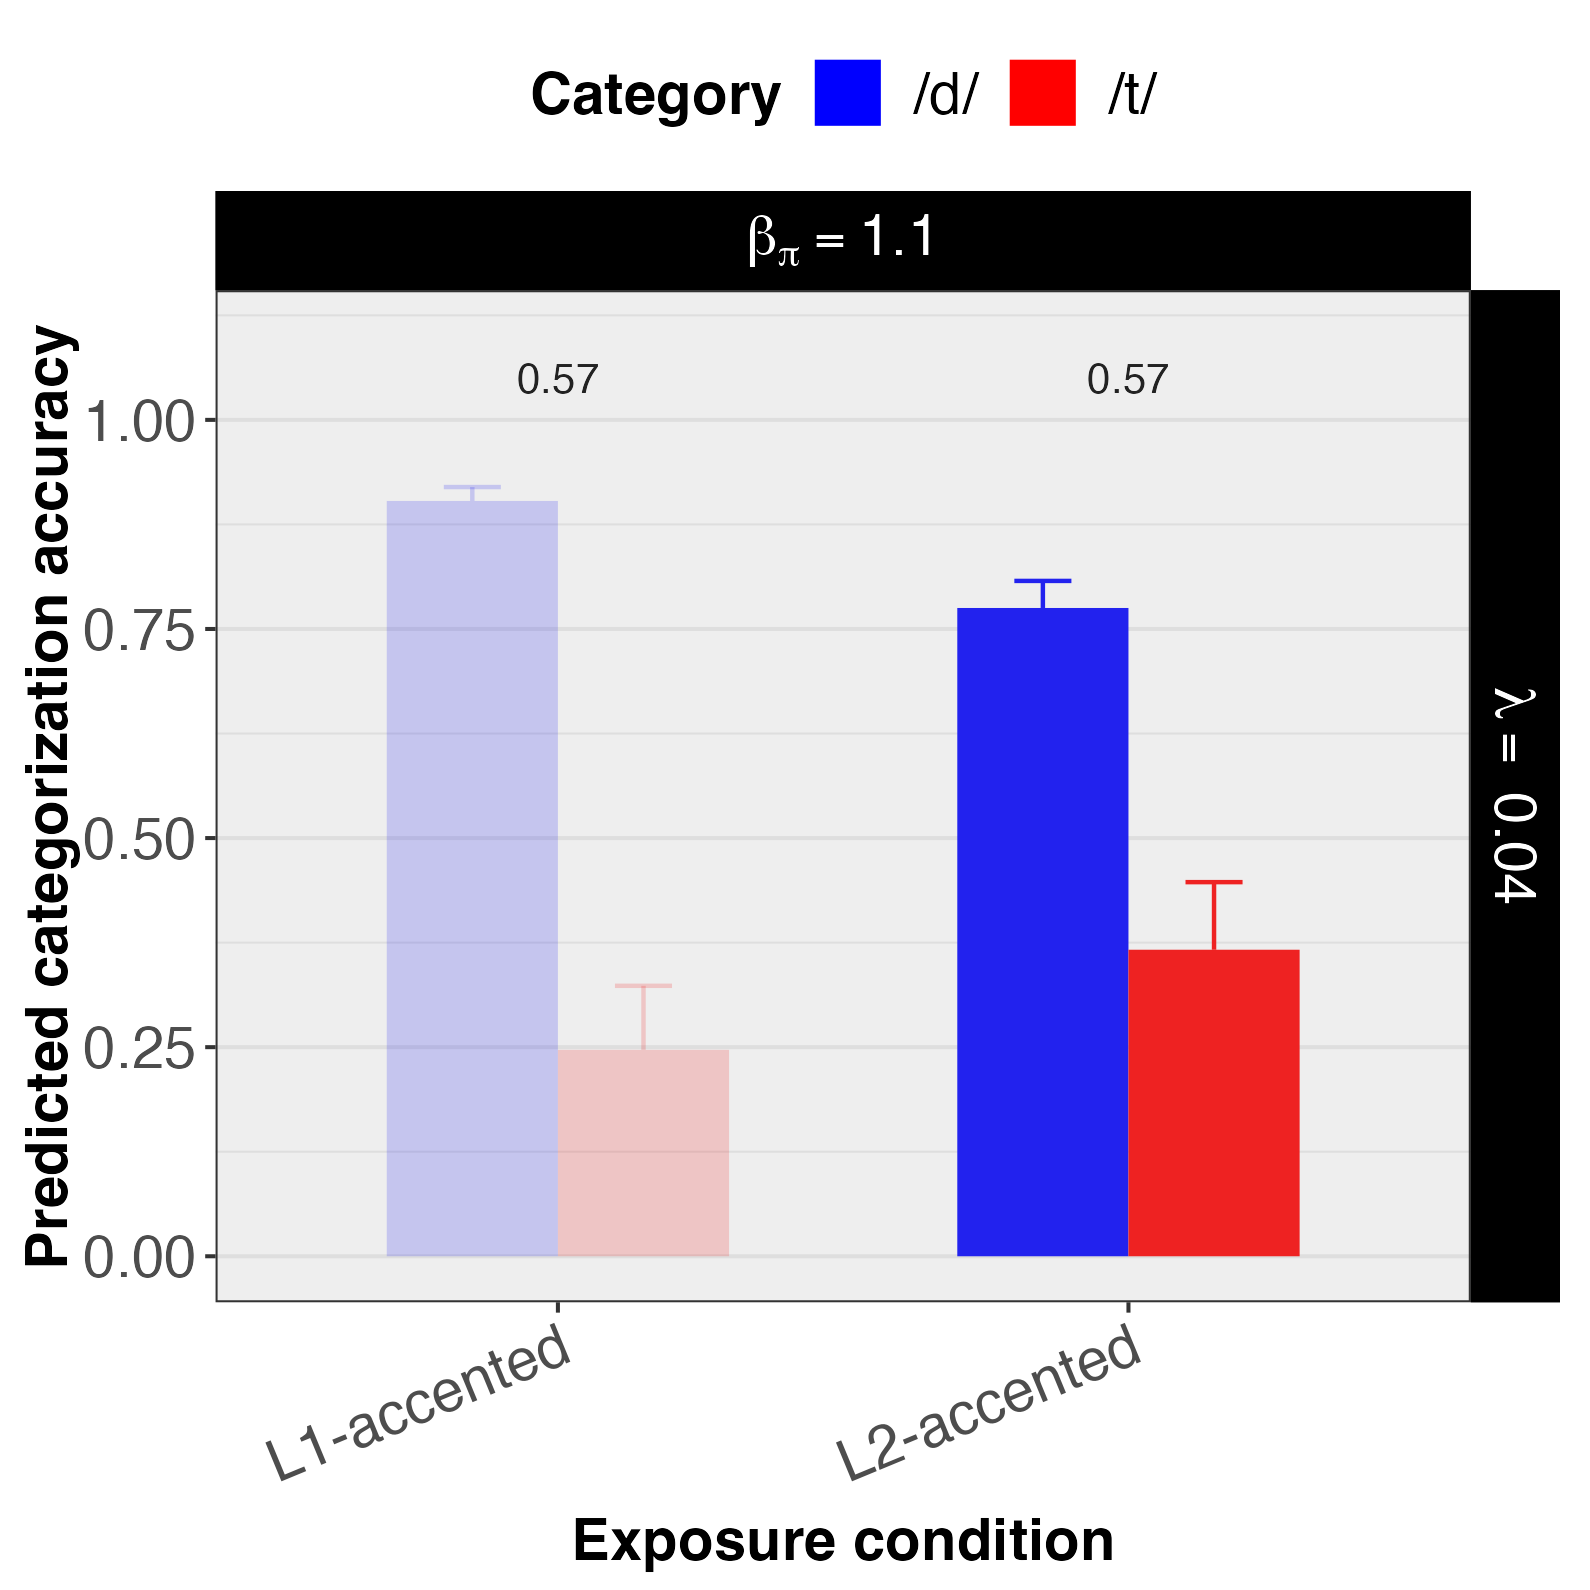 Category /d/ /t/
βπ = 1.1
0.57 0.57
1.00
0.75
0.50
0.25
0.00
Predicted categorization accuracy
λ = 0.04
L1-accented L2-accented
Exposure condition